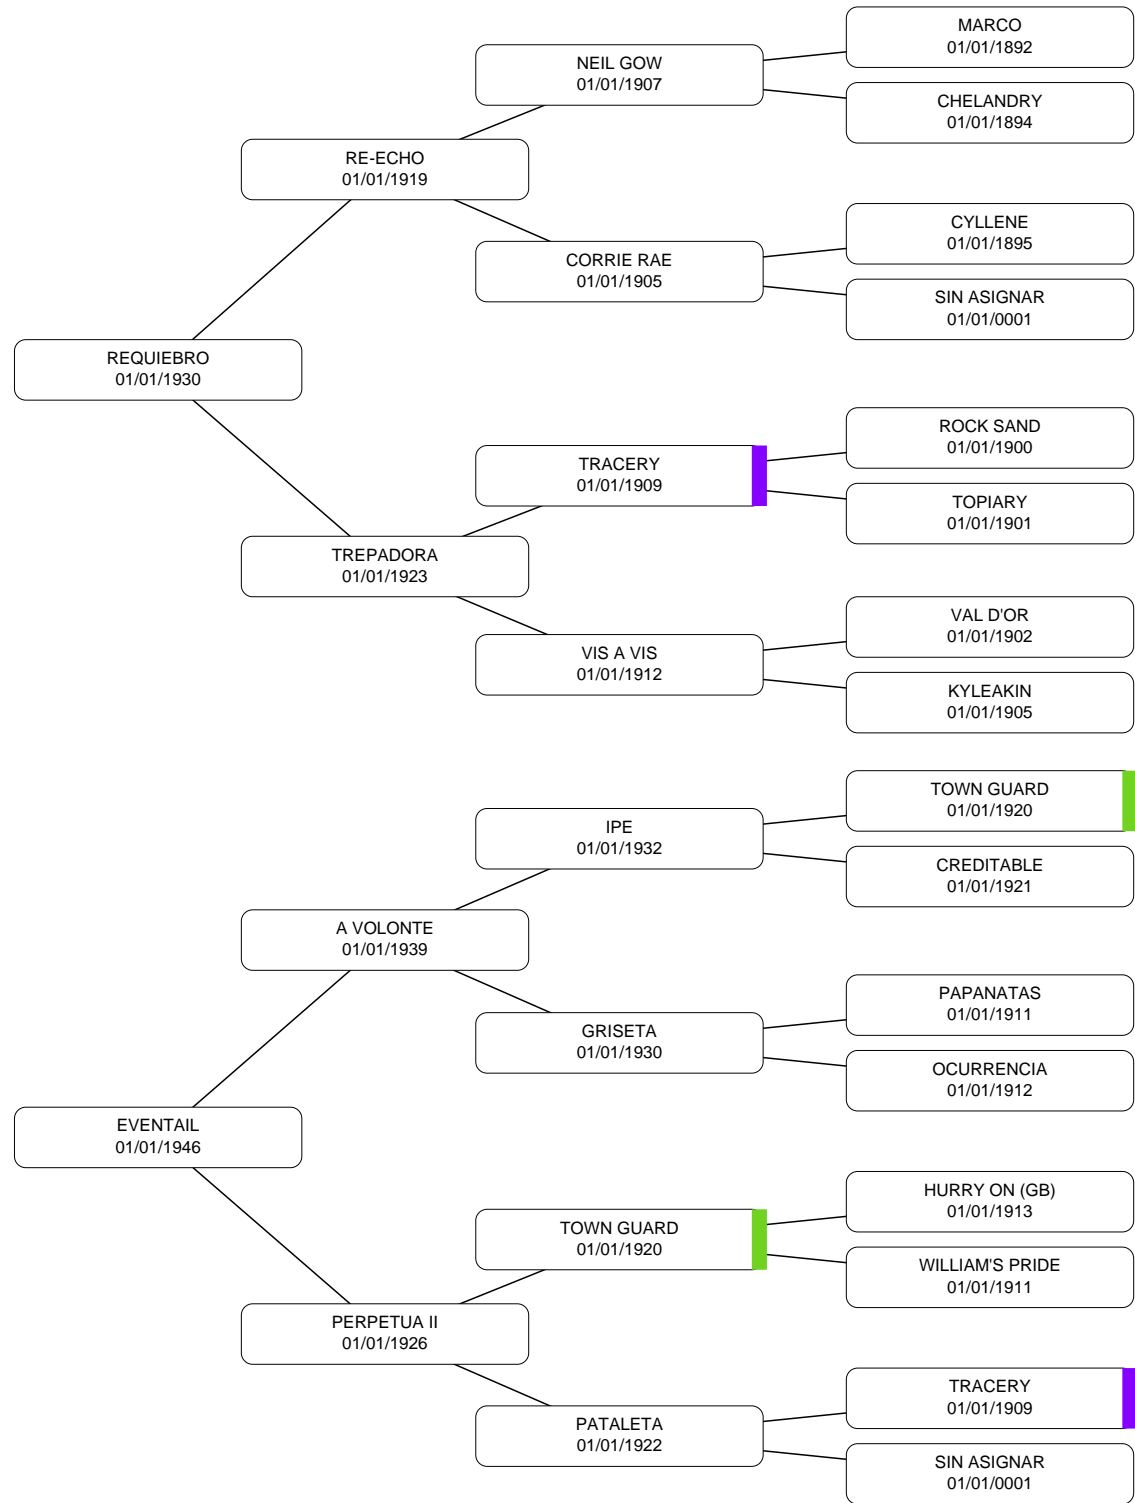 MARCO
01/01/1892
NEIL GOW
01/01/1907
CHELANDRY
01/01/1894
RE-ECHO
01/01/1919
CYLLENE
01/01/1895
CORRIE RAE
01/01/1905
SIN ASIGNAR
01/01/0001
REQUIEBRO
01/01/1930
ROCK SAND
01/01/1900
TRACERY
01/01/1909
TOPIARY
01/01/1901
TREPADORA
01/01/1923
VAL D'OR
01/01/1902
VIS A VIS
01/01/1912
KYLEAKIN
01/01/1905
TOWN GUARD
01/01/1920
IPE
01/01/1932
CREDITABLE
01/01/1921
A VOLONTE
01/01/1939
PAPANATAS
01/01/1911
GRISETA
01/01/1930
OCURRENCIA
01/01/1912
EVENTAIL
01/01/1946
HURRY ON (GB)
01/01/1913
TOWN GUARD
01/01/1920
WILLIAM'S PRIDE
01/01/1911
PERPETUA II
01/01/1926
TRACERY
01/01/1909
PATALETA
01/01/1922
SIN ASIGNAR
01/01/0001